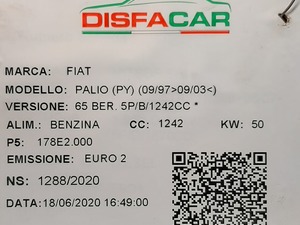 DISFACAR
MARCA: FIAT
MODELLO: PALIO (PY) (09/97>09/03<)
VERSIONE: 65 BER. 5P/B/1242CC *
ALIM.: BENZINA CC: 1242 KW: 50
P5: 178E2.000
EMISSIONE: EURO 2
NS: 1288/2020
DATA:18/06/2020 16:49:00